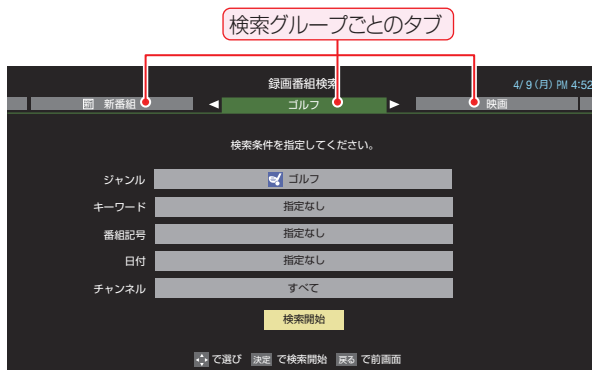 検索グループごとのタブ
録画番組検索
4/ 9 (月) PM 4:52
新 新番組 ◀ ゴルフ ▶ 映画
検索条件を指定してください。
ジャンル ゴルフ
キーワード 指定なし
番組記号 指定なし
日付 指定なし
チャンネル すべて
検索開始
で選び 決定 で検索開始 戻る で前画面